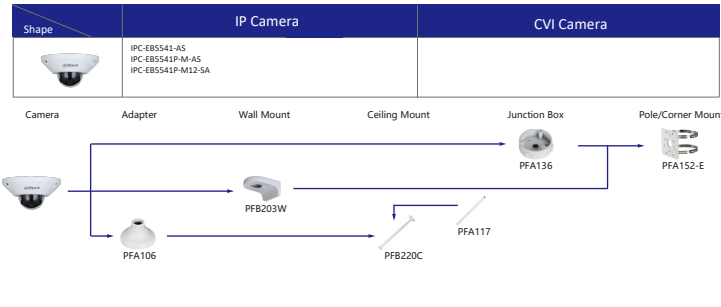 Shape
IP Camera
CVI Camera
IPC-EB5541-AS
IPC-EB5541P-M-AS
IPC-EB5541P-M12-SA
Camera
Adapter
Wall Mount
Ceiling Mount
Junction Box
Pole/Corner Moun
PFA136
PFA152-E
PFB203W
PFA117
PFA106
PFB220C